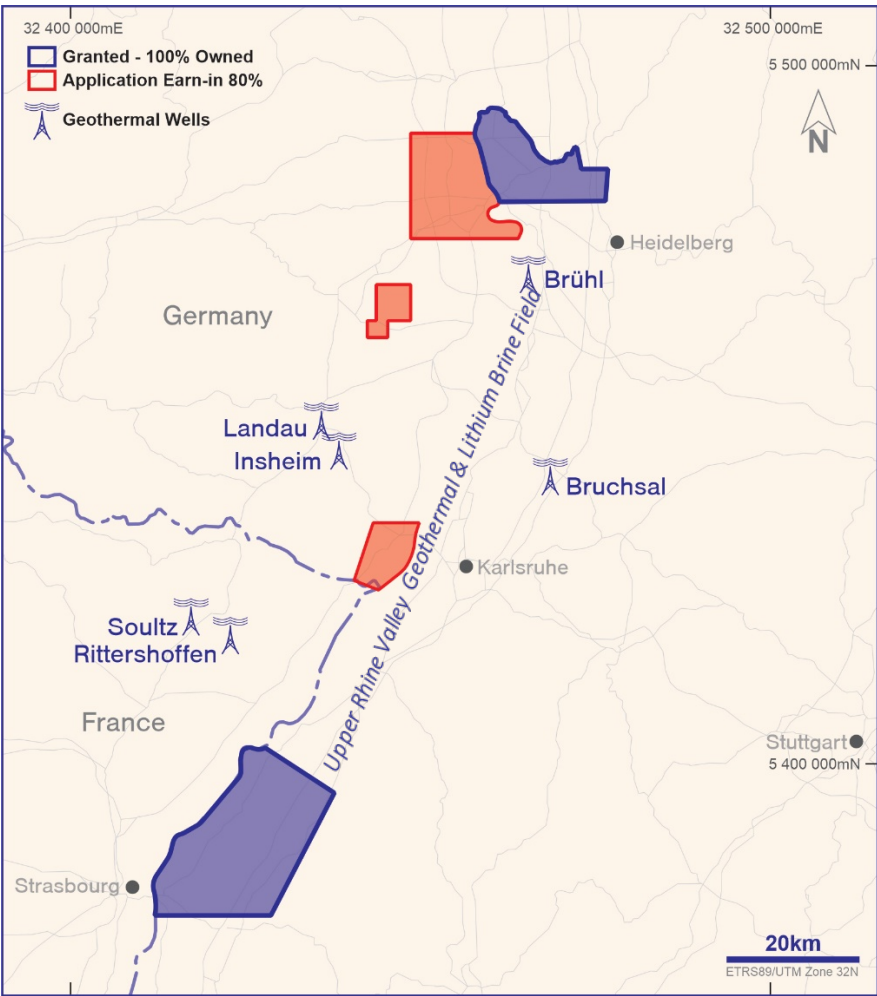 32 400 000mE
32 500 000mE
5 500 000mN
Granted - 100% Owned
Application Earn-in 80%
Geothermal Wells
N
Heidelberg
Brühl
Germany
Upper Rhine Valley Geothermal & Lithium Brine Field
Landau
Insheim
Bruchsal
Karlsruhe
Soultz
Rittershoffen
France
Stuttgart
5 400 000mN
Strasbourg
20km
ETRS89/UTM Zone 32N